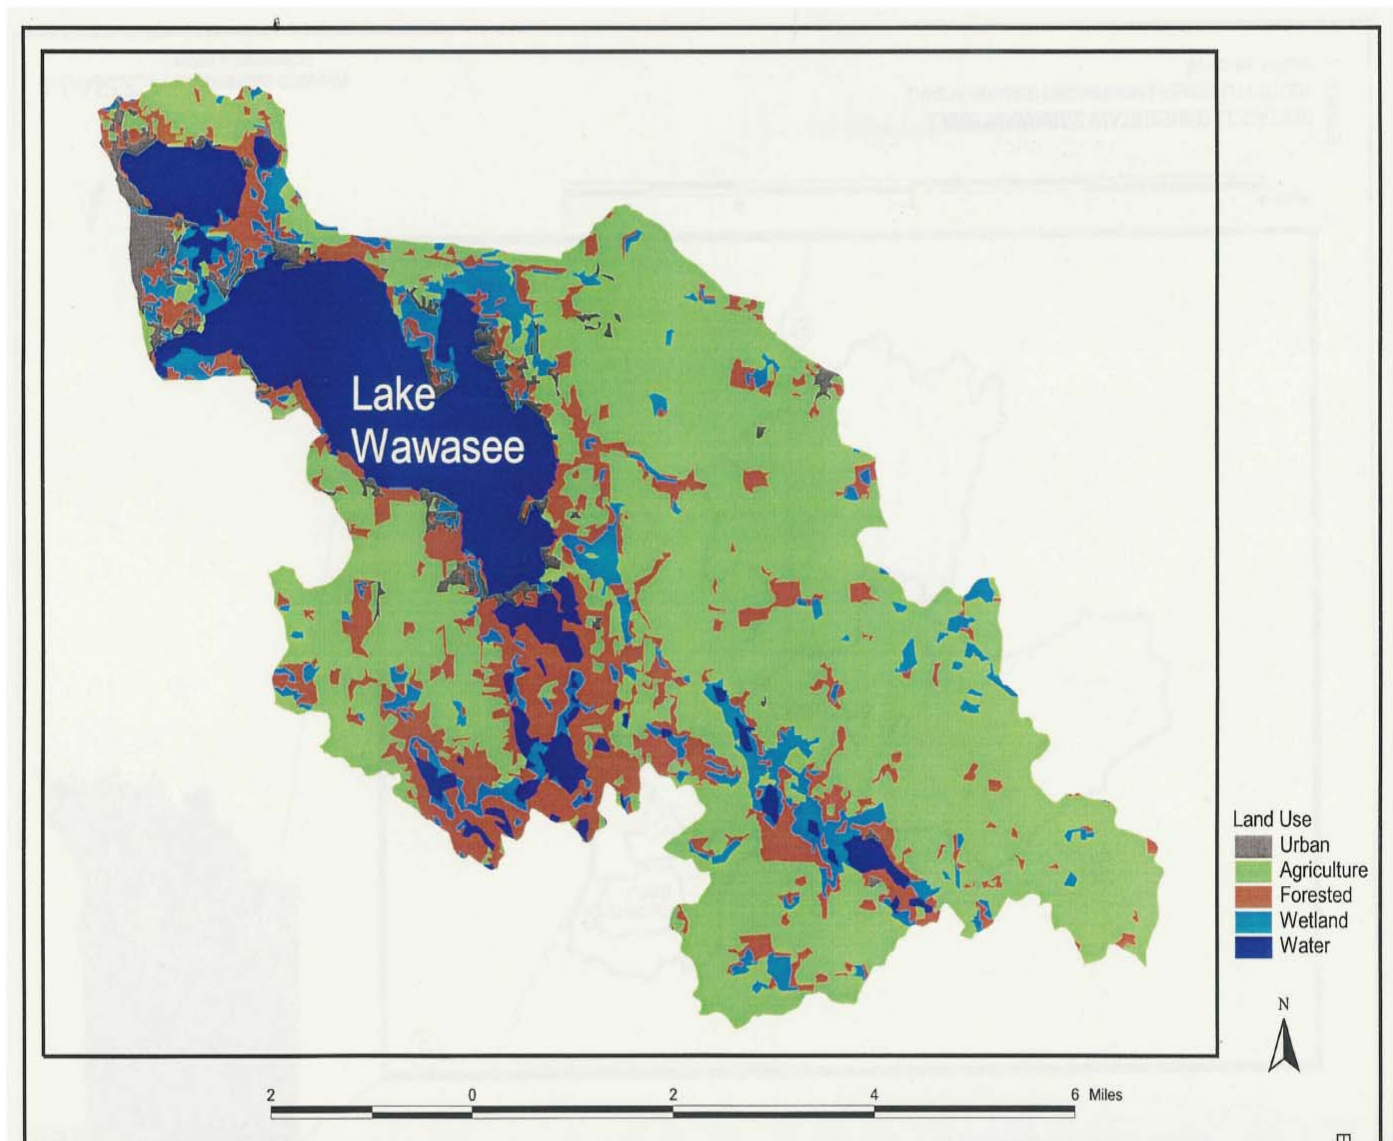 Lake
Wawasee
Land Use
Urban
Agriculture
Forested
Wetland
Water
N
2 0 2 4 6 Miles